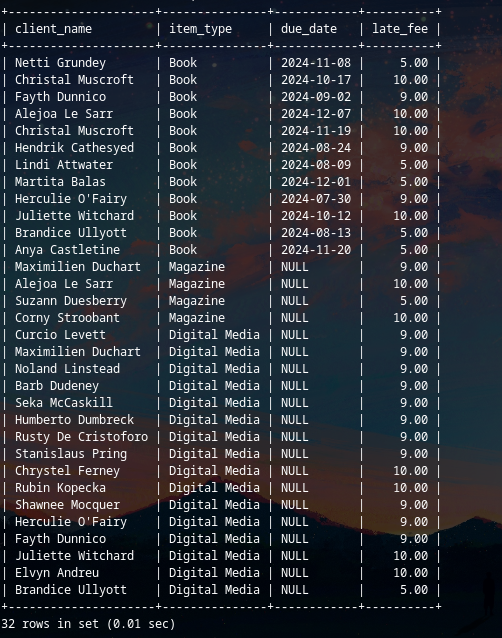 +---------------------+---------------+------------+----------+
| client_name         | item_type     | due_date   | late_fee |
+---------------------+---------------+------------+----------+
| Netti Grundey       | Book          | 2024-11-08 |     5.00 |
| Christal Muscroft   | Book          | 2024-10-17 |    10.00 |
| Fayth Dunnico       | Book          | 2024-09-02 |     9.00 |
| Alejoa Le Sarr      | Book          | 2024-12-07 |    10.00 |
| Christal Muscroft   | Book          | 2024-11-19 |    10.00 |
| Hendrik Cathesyed   | Book          | 2024-08-24 |     9.00 |
| Lindi Attwater      | Book          | 2024-08-09 |     5.00 |
| Martita Balas       | Book          | 2024-12-01 |     5.00 |
| Herculie O'Fairy    | Book          | 2024-07-30 |     9.00 |
| Juliette Witchard   | Book          | 2024-10-12 |    10.00 |
| Brandice Ullyott    | Book          | 2024-08-13 |     5.00 |
| Anya Castletine     | Book          | 2024-11-20 |     5.00 |
| Maximilien Duchart  | Magazine      | NULL       |     9.00 |
| Alejoa Le Sarr      | Magazine      | NULL       |    10.00 |
| Suzann Duesberry    | Magazine      | NULL       |     5.00 |
| Corny Stroobant     | Magazine      | NULL       |    10.00 |
| Curcio Levett       | Digital Media | NULL       |     9.00 |
| Maximilien Duchart  | Digital Media | NULL       |     9.00 |
| Noland Linstead     | Digital Media | NULL       |     9.00 |
| Barb Dudeney        | Digital Media | NULL       |     9.00 |
| Seka McCaskill      | Digital Media | NULL       |     9.00 |
| Humberto Dumbreck   | Digital Media | NULL       |     9.00 |
| Rusty De Cristoforo | Digital Media | NULL       |     9.00 |
| Stanislaus Pring    | Digital Media | NULL       |     9.00 |
| Chrystel Ferney     | Digital Media | NULL       |    10.00 |
| Rubin Kopecka       | Digital Media | NULL       |    10.00 |
| Shawnee Mocquer     | Digital Media | NULL       |     9.00 |
| Herculie O'Fairy    | Digital Media | NULL       |     9.00 |
| Fayth Dunnico       | Digital Media | NULL       |     9.00 |
| Juliette Witchard   | Digital Media | NULL       |    10.00 |
| Elvyn Andreu        | Digital Media | NULL       |    10.00 |
| Brandice Ullyott    | Digital Media | NULL       |     5.00 |
+---------------------+---------------+------------+----------+
32 rows in set (0.01 sec)